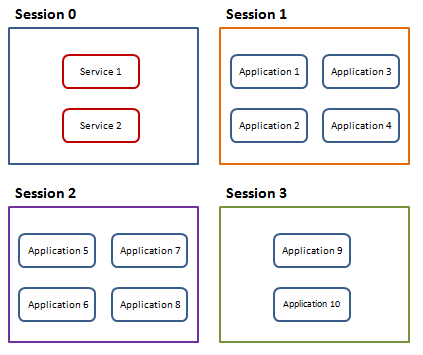 Session 0
Service 1
Service 2
Session 1
Application 1
Application 3
Application 2
Application 4
Session 2
Application 5
Application 7
Application 6
Application 8
Session 3
Application 9
Application 10